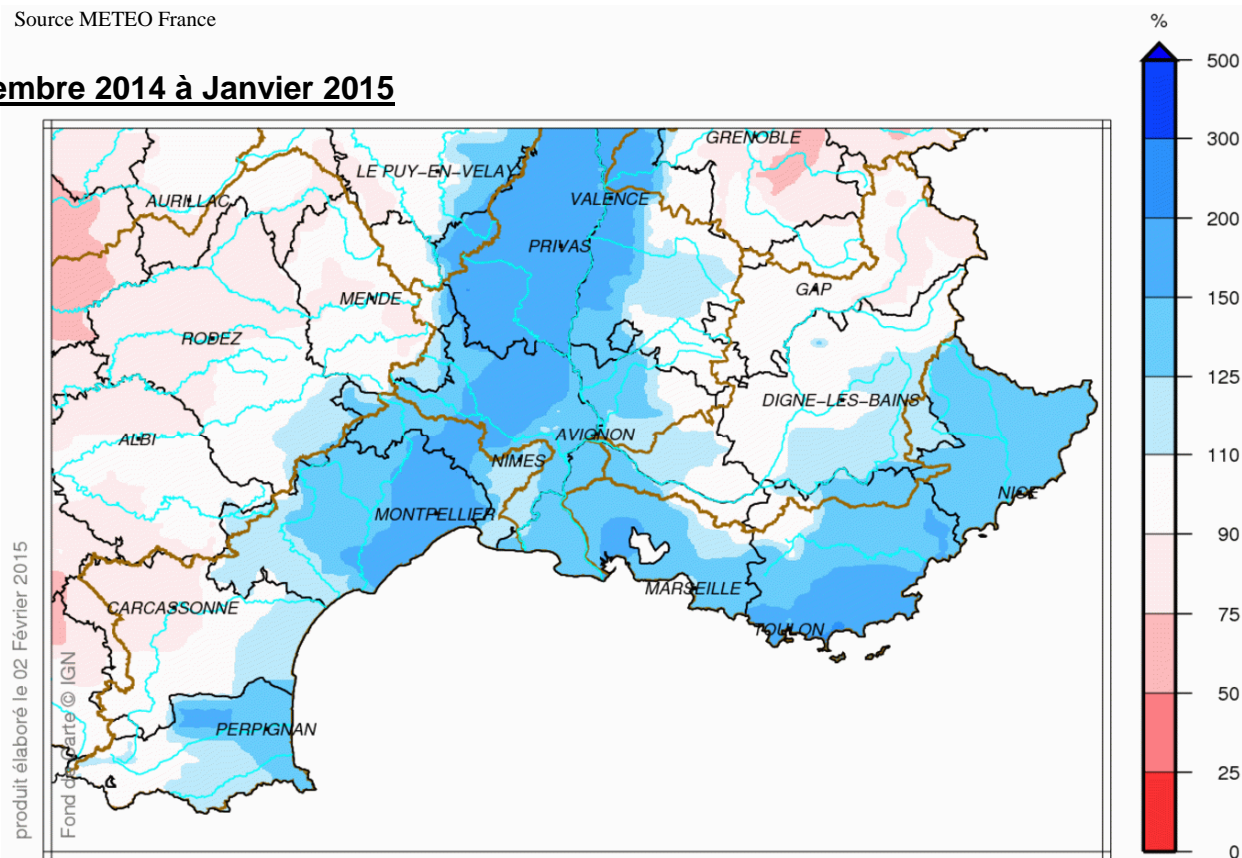 Source METEO France
embre 2014 à Janvier 2015
%
500
300
200
150
125
110
90
75
50
25
0
GRENOBLE
LE PUY-EN-VELAY
AURILLAC
VALENCE
PRIVAS
GAP
MENDE
RODEZ
DIGNE-LES-BAINS
ALBI
AVIGNON
NIMES
NICE
MONTPELLIER
MARSEILLE
CARCASSONNE
TOULON
PERPIGNAN
produit élaboré le 02 Février 2015
Fond de Carte © IGN